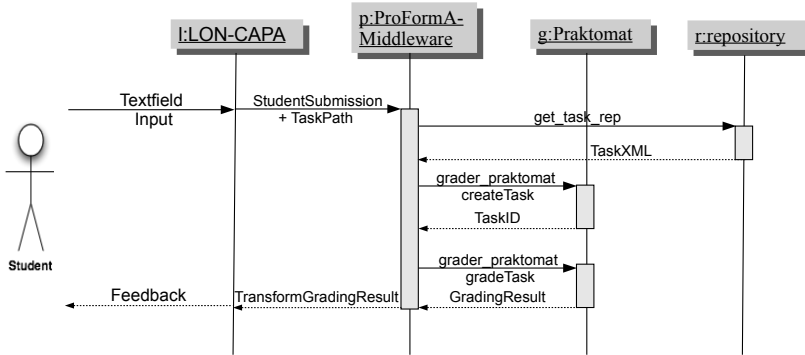 l:LON-CAPA
p:ProFormA-
Middleware
g:Praktomat
r:repository
Textfield
Input
StudentSubmission
+ TaskPath
get_task_rep
TaskXML
grader_praktomat
createTask
TaskID
Student
grader_praktomat
gradeTask
Feedback
TransformGradingResult
GradingResult